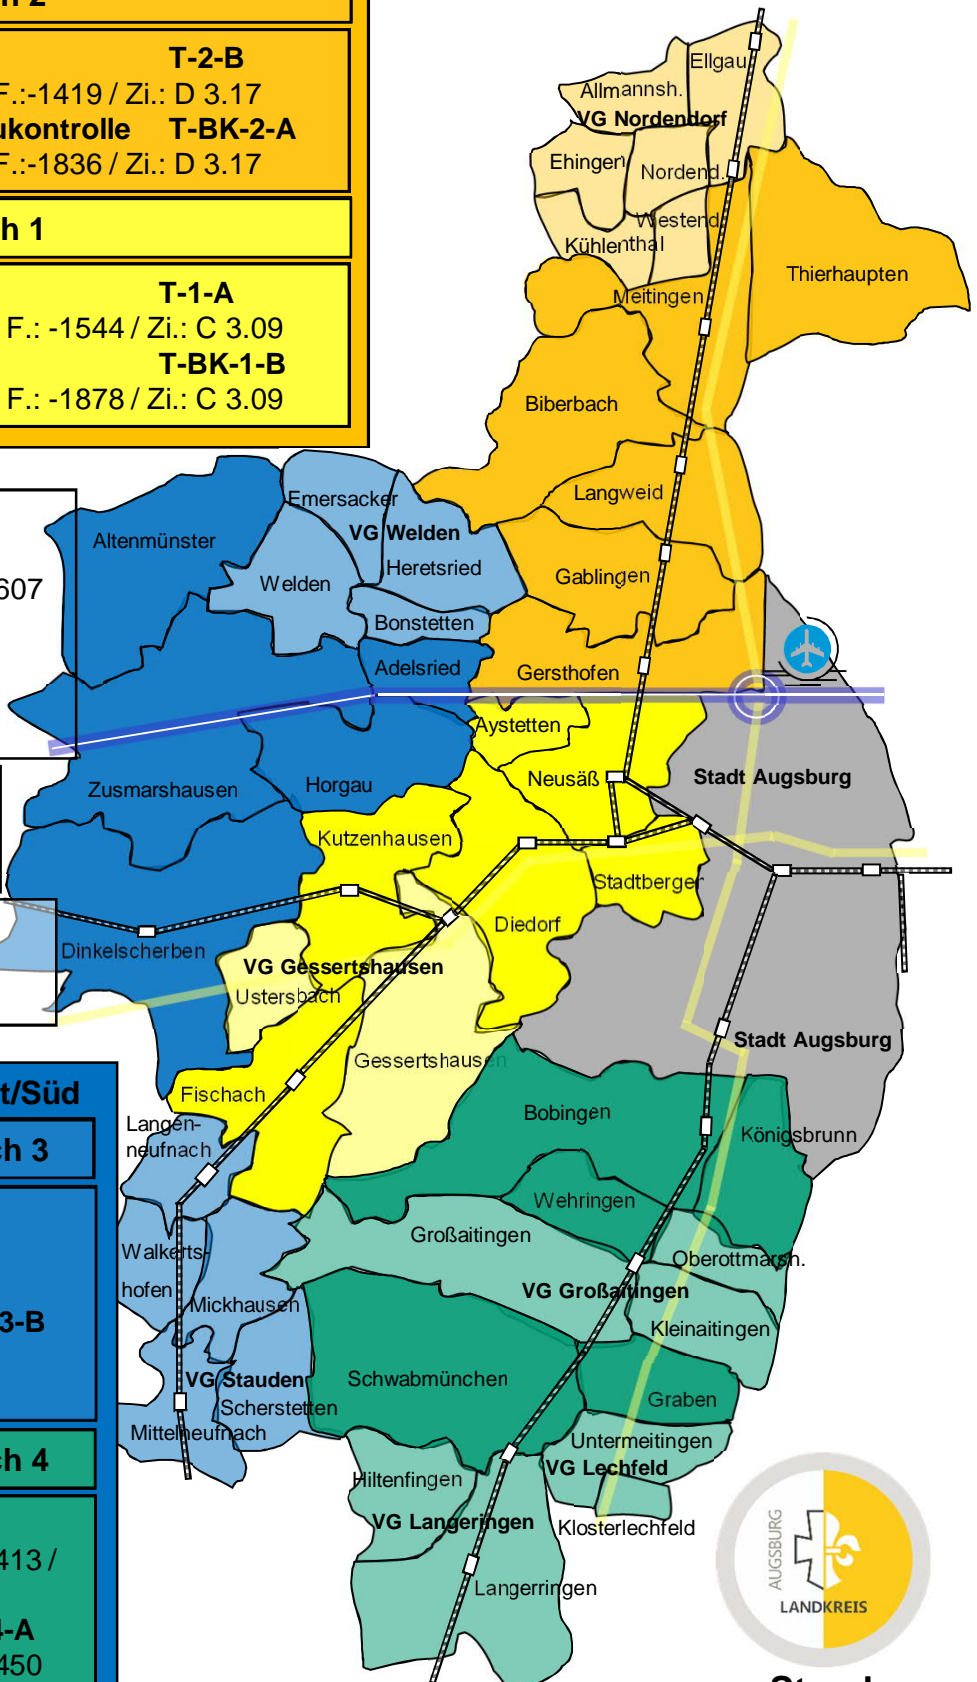 T-2-B
F.:-1419 / Zi.: D 3.17
T-BK-2-A
F.:-1836 / Zi.: D 3.17
1
T-1-A
F.: -1544 / Zi.: C 3.09
T-BK-1-B
F.: -1878 / Zi.: C 3.09
607
t/Süd
3
3-B
4
413 /
-A
450
Ellgau
Allmannsh.
VG Nordendorf
Ehingen
Nordend.
Westend.
Kühlenthal
Thierhaupten
Meitingen
Biberbach
Langweid
Emersacker
VG Welden
Altenmünster
Heretsried
Welden
Gablingen
Bonstetten
Adelsried
Gersthofen
Aystetten
Neusäß
Stadt Augsburg
Zusmarshausen
Horgau
Kutzenhausen
Stadtbergen
Diedorf
Dinkelscherben
VG Gessertshausen
Ustersbach
Stadt Augsburg
Gessertshausen
Fischach
Bobingen
Langen-
neufnach
Königsbrunn
Wehringen
Großaitingen
Walkerts-
hofen
Oberottmarsh.
VG Großaitingen
Mickhausen
Kleinaitingen
VG Stauden
Schwabmünchen
Scherstetten
Graben
Mittelneufnach
Untermeitingen
VG Lechfeld
Hiltenfingen
VG Langeringen
Klosterlechfeld
Langerringen
AUGSBURG
LANDKREIS